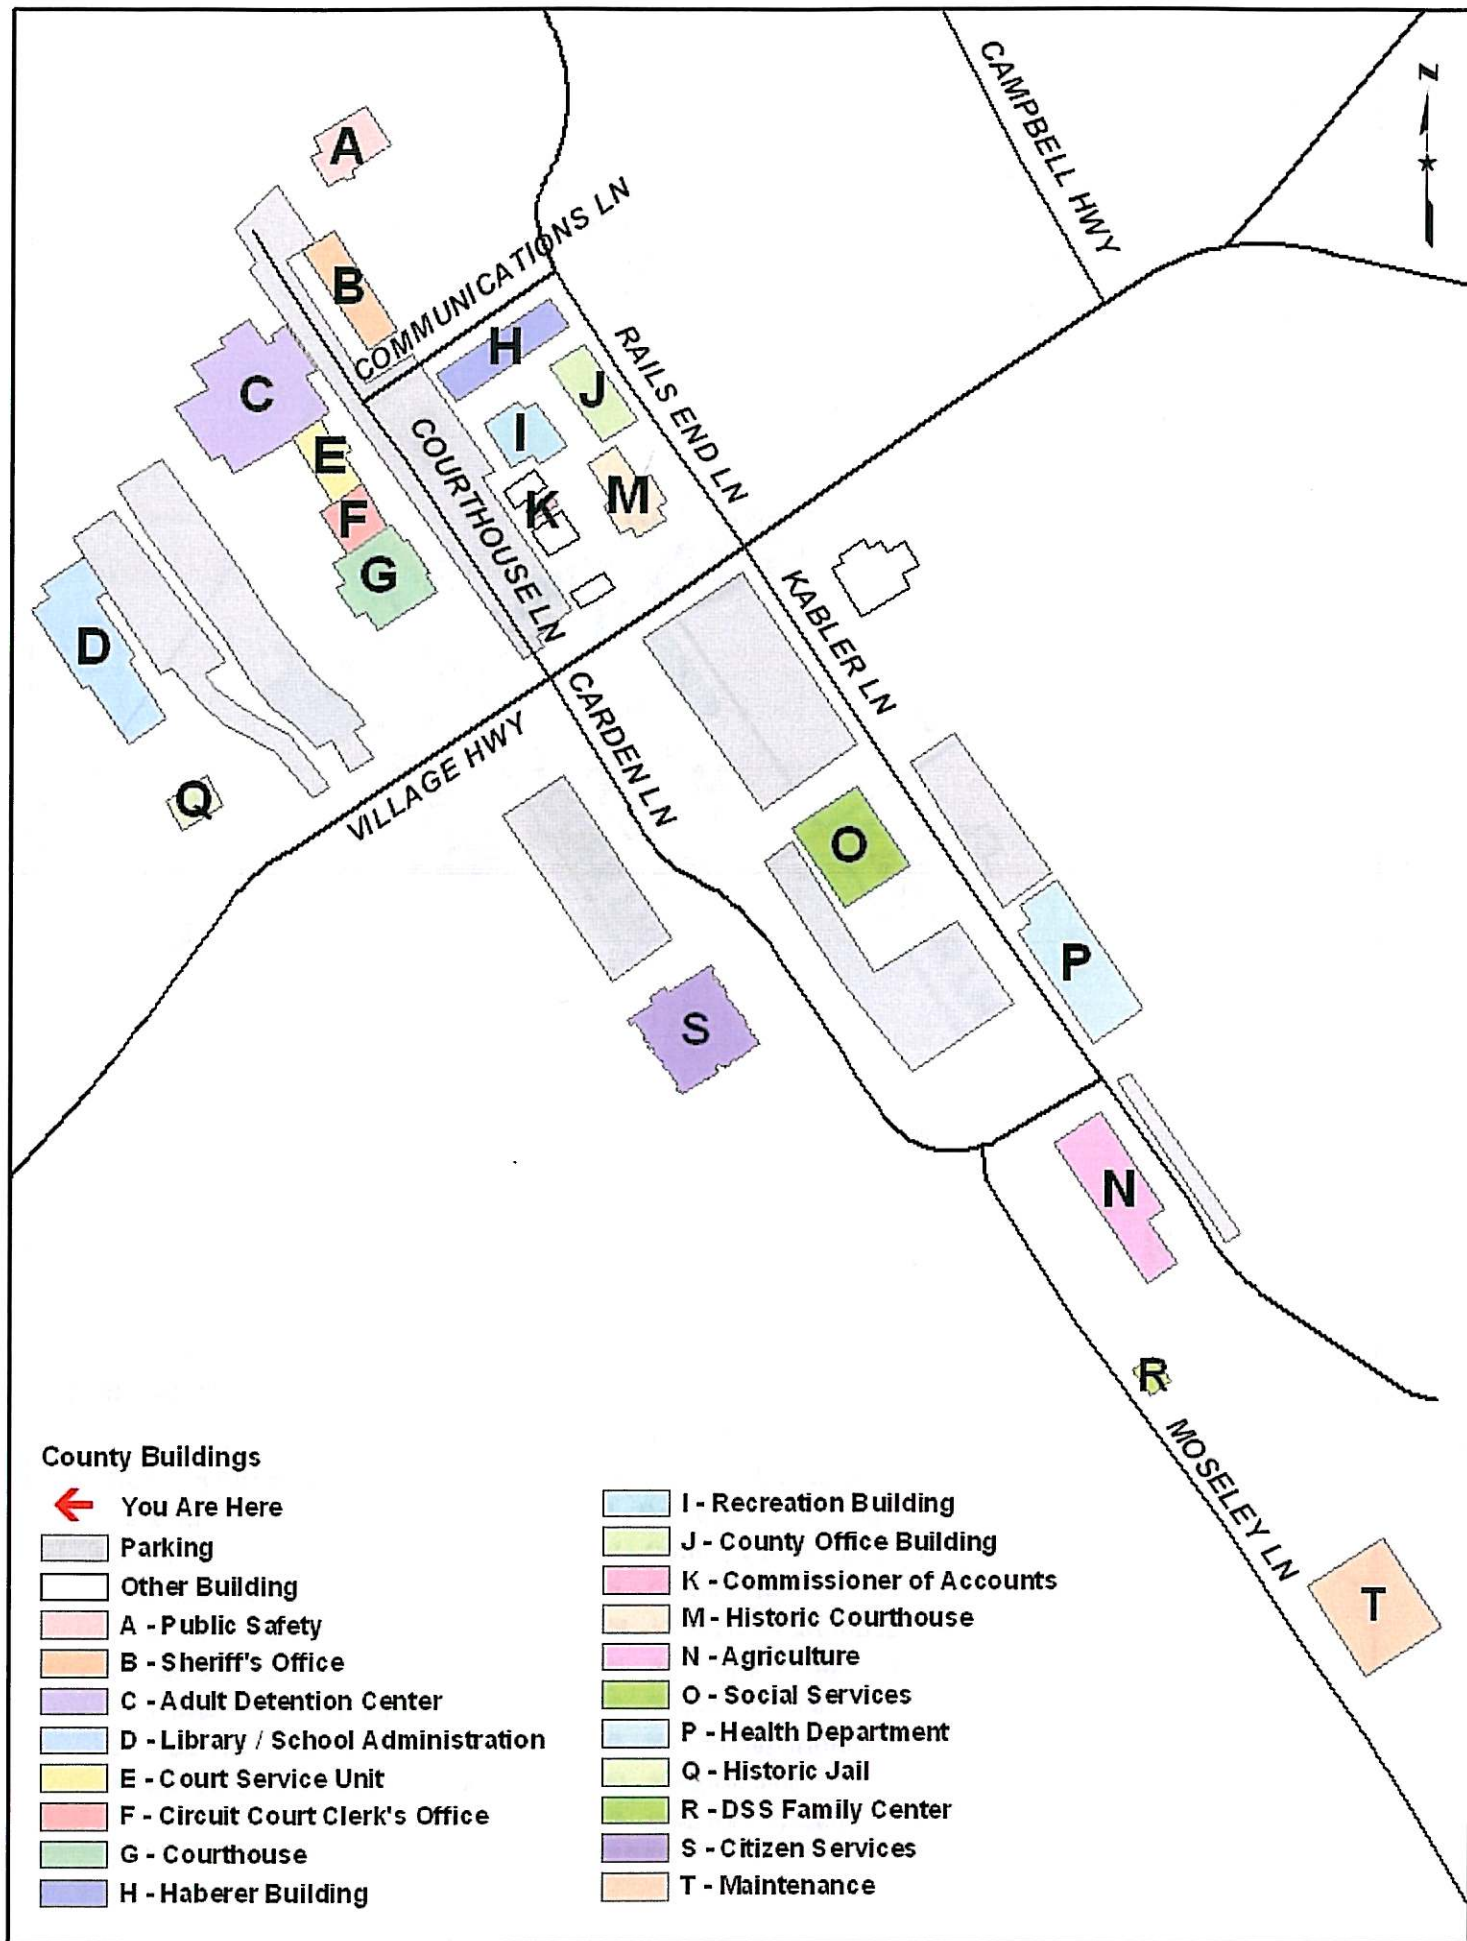 CAMPBELL HWY
N
A
COMMUNICATIONS LN
B
H
RAILS END LN
J
C
I
COURTHOUSE LN
E
M
K
F
G
KABLER LN
D
CARDEN LN
VILLAGE HWY
Q
O
P
S
N
R
MOSELEY LN
T
County Buildings
You Are Here
Parking
Other Building
A - Public Safety
B - Sheriff's Office
C - Adult Detention Center
D - Library / School Administration
E - Court Service Unit
F - Circuit Court Clerk's Office
G - Courthouse
H - Haberer Building
I - Recreation Building
J - County Office Building
K - Commissioner of Accounts
M - Historic Courthouse
N - Agriculture
O - Social Services
P - Health Department
Q - Historic Jail
R - DSS Family Center
S - Citizen Services
T - Maintenance